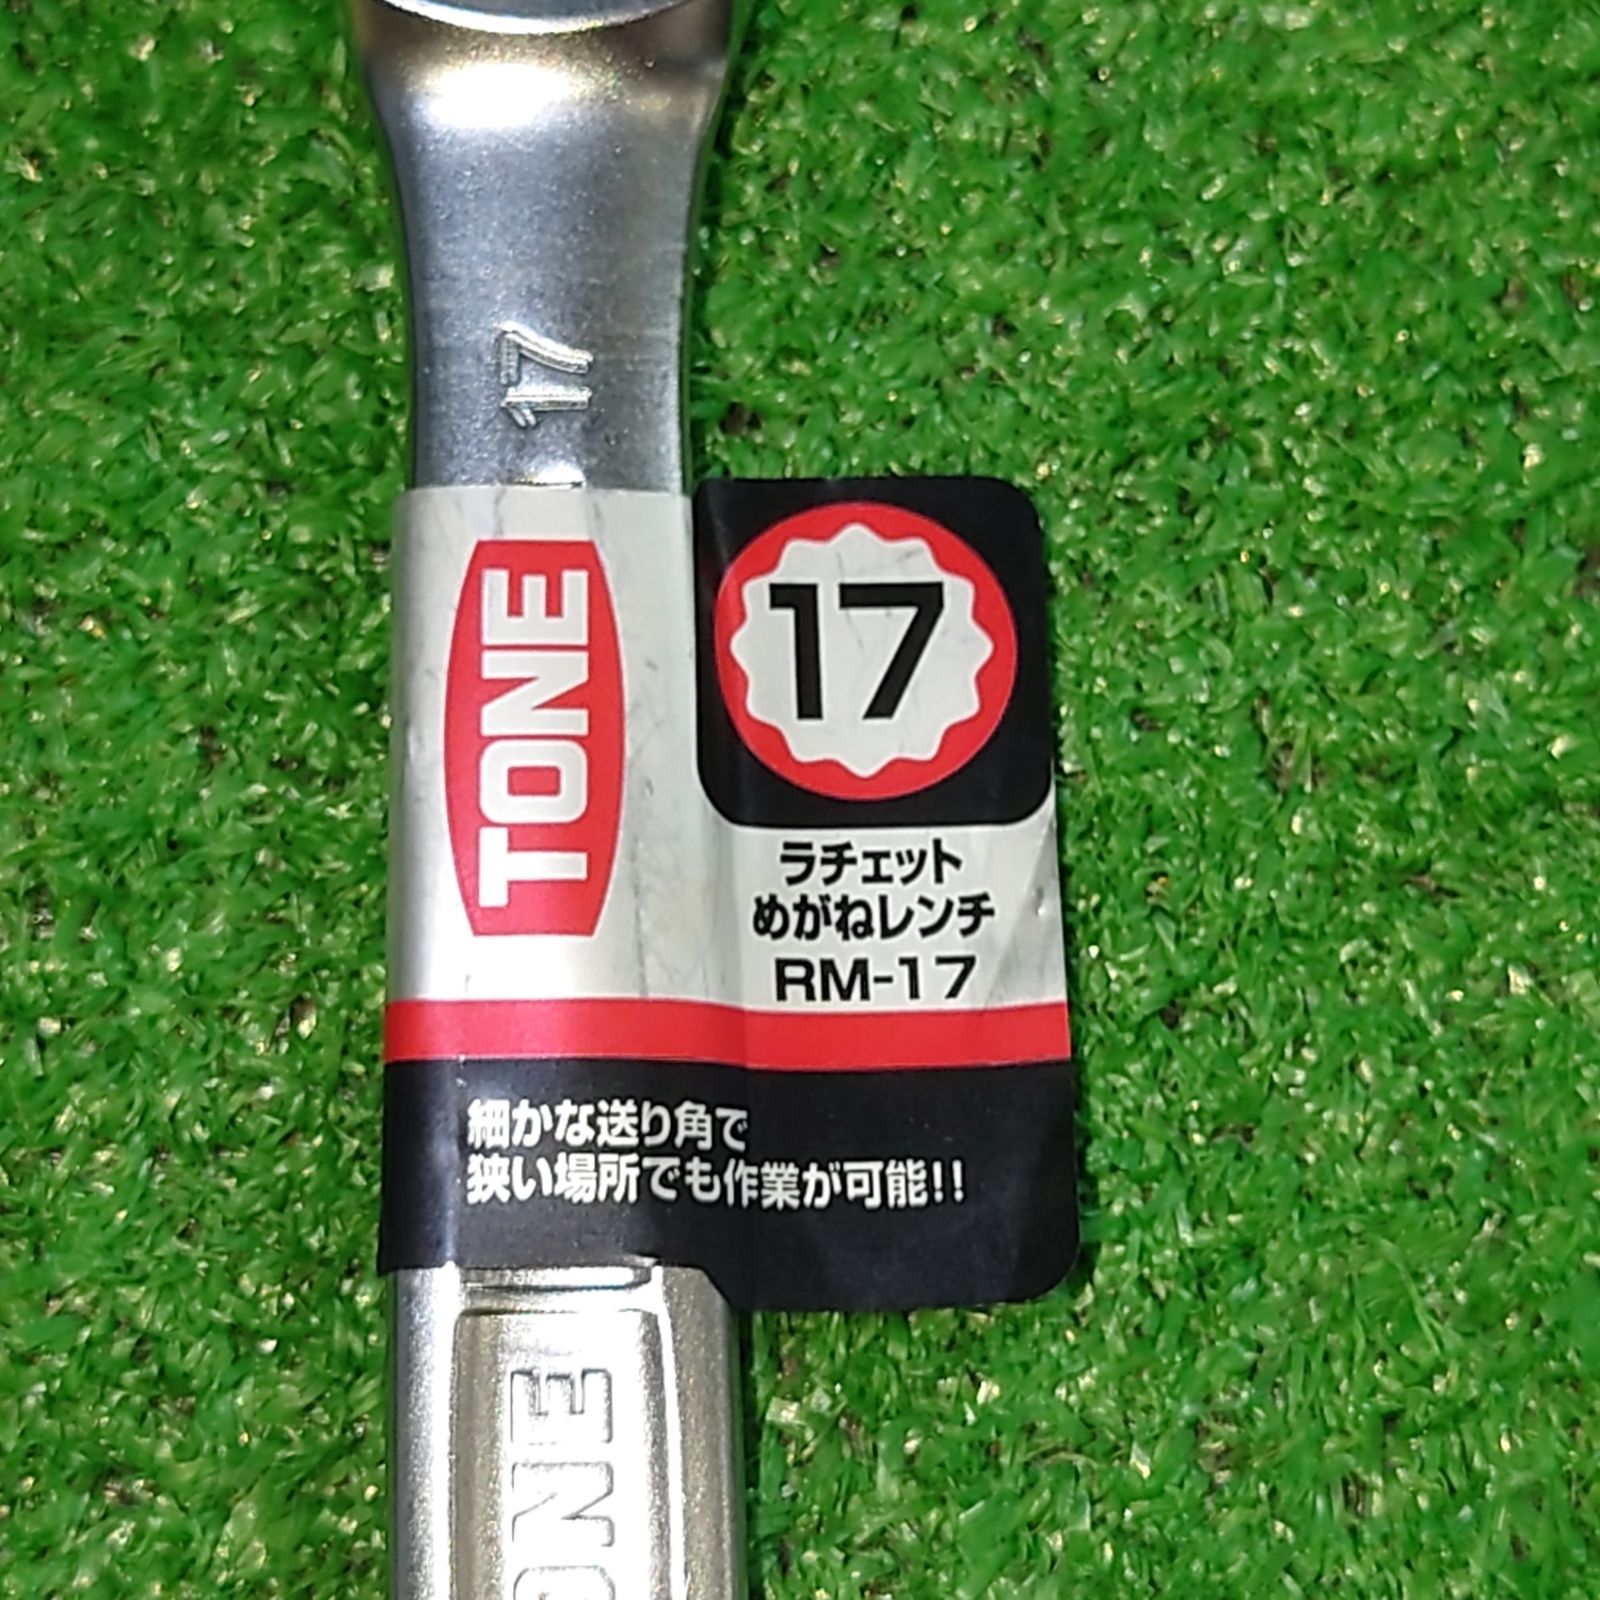 17
TONE
17
ラチェット
めがねレンチ
RM-17
細かな送り角で
狭い場所でも作業が可能!!
ONE